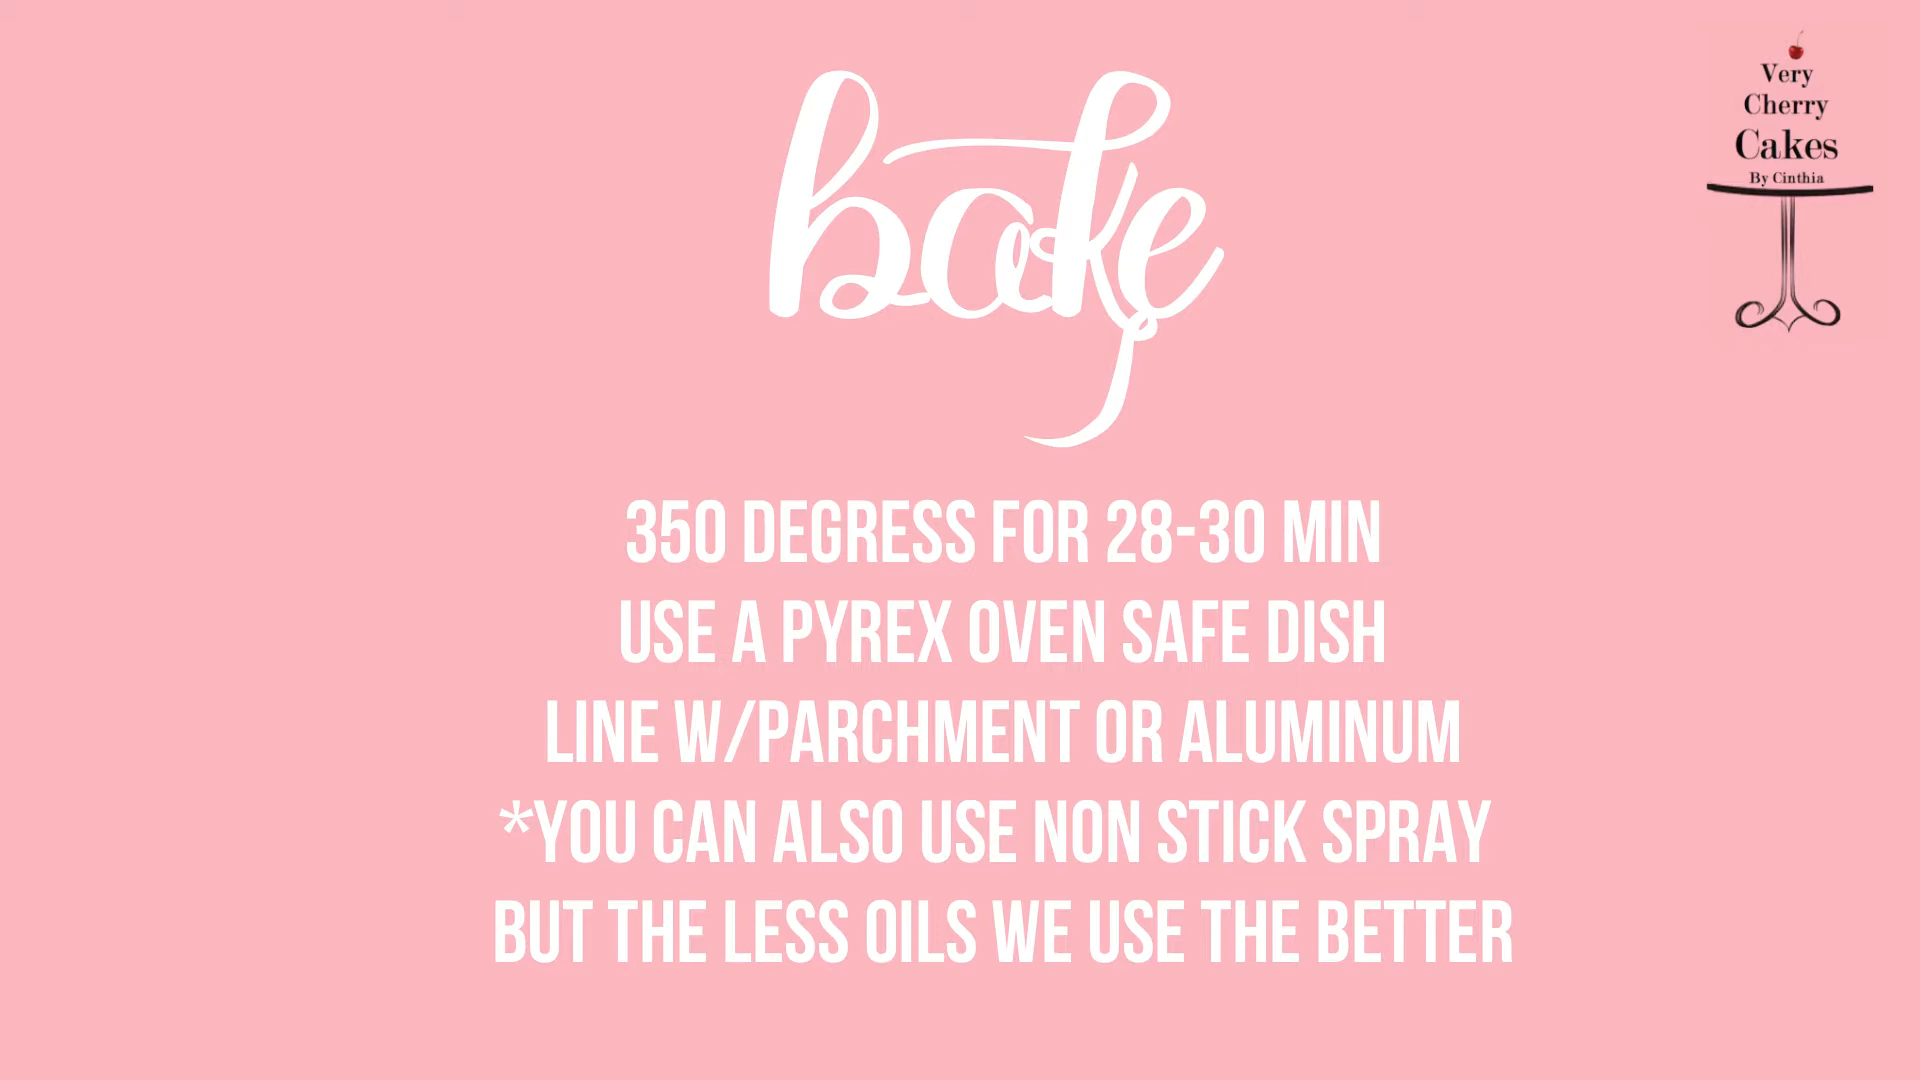 bake
Very
Cherry
Cakes
By Cinthia
350 DEGRESS FOR 28-30 MIN
USE A PYREX OVEN SAFE DISH
LINE W/PARCHMENT OR ALUMINUM
*YOU CAN ALSO USE NON STICK SPRAY
BUT THE LESS OILS WE USE THE BETTER